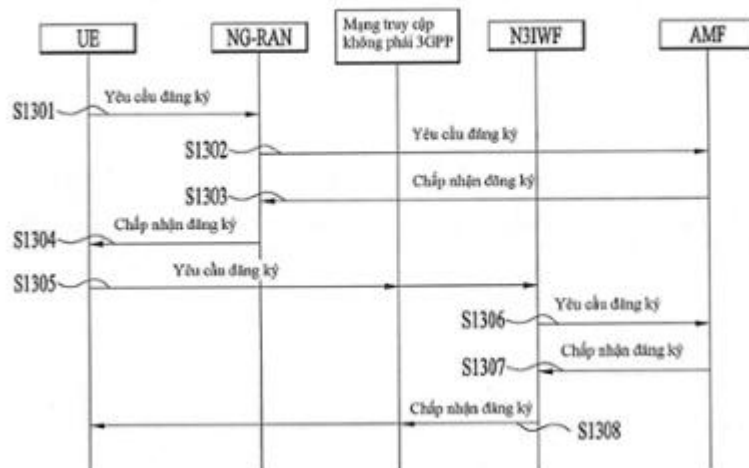 UE
NG-RAN
Mạng truy cập
không phải 3GPP
N3IWF
AMF
S1301
Yêu cầu đăng ký
S1302
Yêu cầu đăng ký
S1303
Chấp nhận đăng ký
S1304
Chấp nhận đăng ký
S1305
Yêu cầu đăng ký
S1306
Yêu cầu đăng ký
S1307
Chấp nhận đăng ký
Chấp nhận đăng ký
S1308